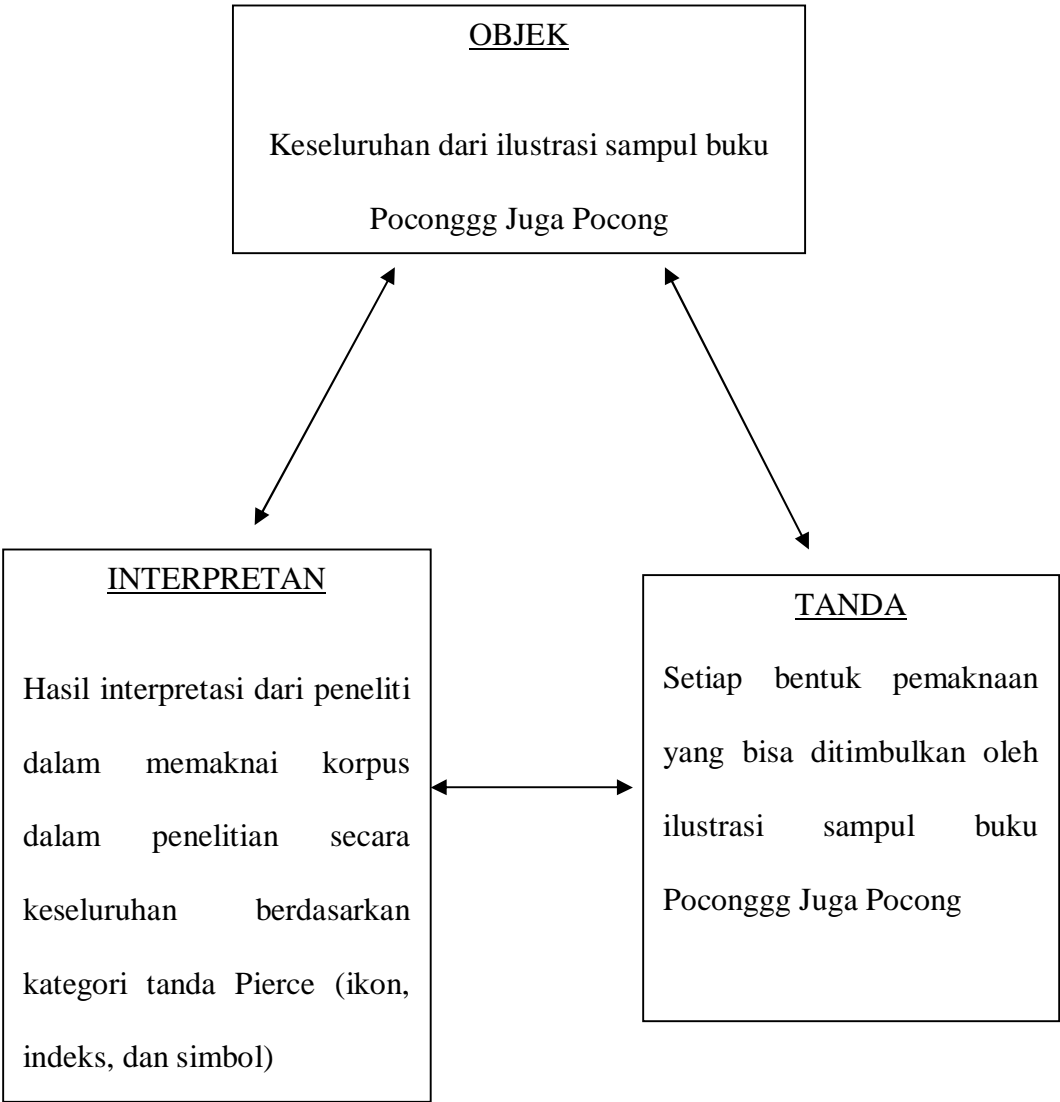 OBJEK
Keseluruhan dari ilustrasi sampul buku
Poconggg Juga Pocong
INTERPRETAN
Hasil interpretasi dari peneliti
dalam memaknai korpus
dalam penelitian secara
keseluruhan berdasarkan
kategori tanda Pierce (ikon,
indeks, dan simbol)
TANDA
Setiap bentuk pemaknaan
yang bisa ditimbulkan oleh
ilustrasi sampul buku
Poconggg Juga Pocong